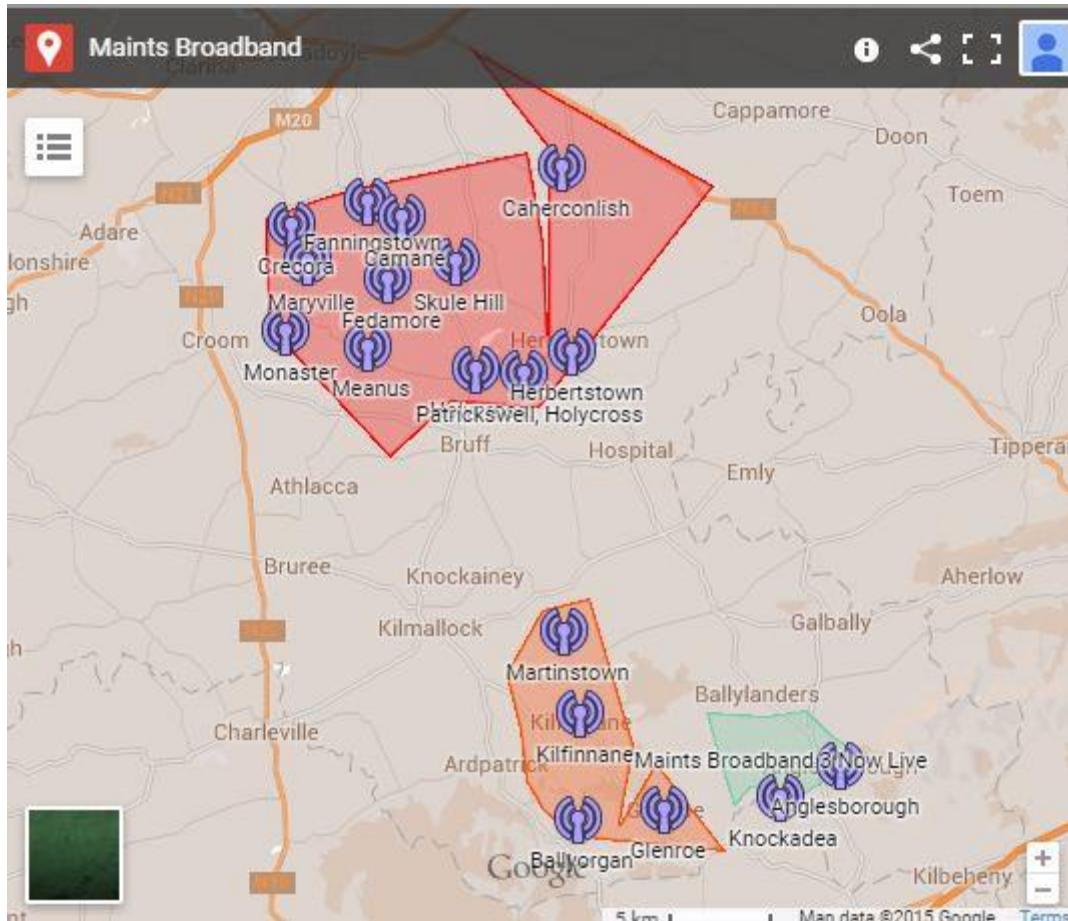 Maints Broadband
M20
Cappamore
Doon
Toem
Caherconlish
Adare
Fanningstown
Carnane
Crecora
Maryville
Skule Hill
Fedamore
Oola
Croom
Monaster
Meanus
Herbertstown
Patrickswell, Holycross
Bruff
Hospital
Emly
Athlacca
Bruree
Knockainey
Aherlow
Kilmallock
Galbally
Martinstown
Ballylanders
Charleville
Kilfinnane
Maints Broadband 3 Now Live
Ardpatrick
Anglesborough
Knockadea
Glenroe
Ballyorgan
Google
Kilbeheny
5 km
Map data ©2015 Google
Terms